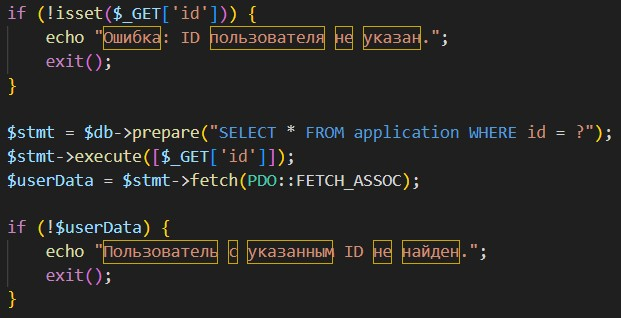 if (!isset($_GET['id'])) {
    echo "Ошибка: ID пользователя не указан.";
    exit();
}

$stmt = $db->prepare("SELECT * FROM application WHERE id = ?");
$stmt->execute([$_GET['id']]);
$userData = $stmt->fetch(PDO::FETCH_ASSOC);

if (!$userData) {
    echo "Пользователь с указанным ID не найден.";
    exit();
}